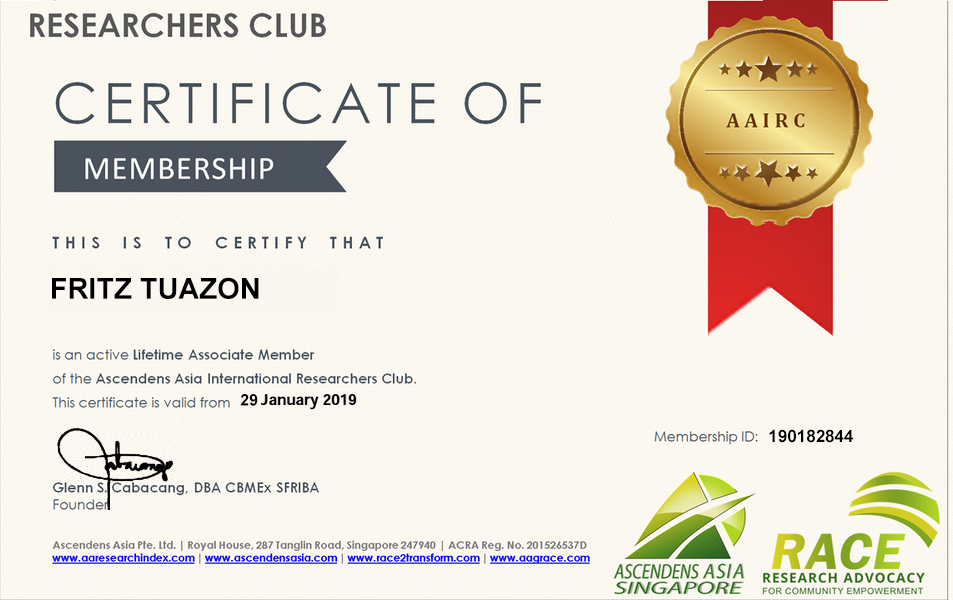 RESEARCHERS CLUB
CERTIFICATE OF
MEMBERSHIP
AAIRC
THIS IS TO CERTIFY THAT
FRITZ TUAZON
is an active Lifetime Associate Member
of the Ascendens Asia International Researchers Club.
This certificate is valid from 29 January 2019
Membership ID: 190182844
Glenn S. Cabacang, DBA CBMEx SFRIBA
Founder
Ascendens Asia Pte. Ltd. | Royal House, 287 Tanglin Road, Singapore 247940 | ACRA Reg. No. 201526537D
www.aaresearchindex.com | www.ascendensasia.com | www.race2transform.com | www.aagrace.com
ASCENDENS ASIA
SINGAPORE
RACE
RESEARCH ADVOCACY
FOR COMMUNITY EMPOWERMENT